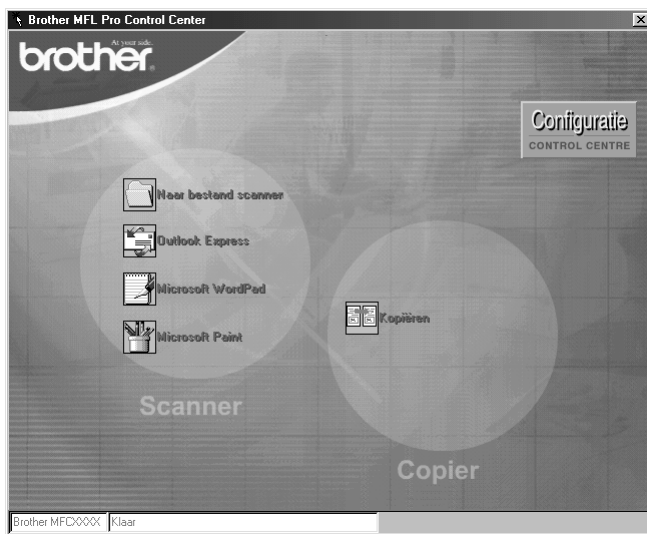 Brother MFL Pro Control Center
At your side.
brother.
Configuratie
CONTROL CENTRE
Naar bestand scanner
Outlook Express
Microsoft WordPad
Microsoft Paint
Scanner
Kopiëren
Copier
Brother MFCXXXX Klaar